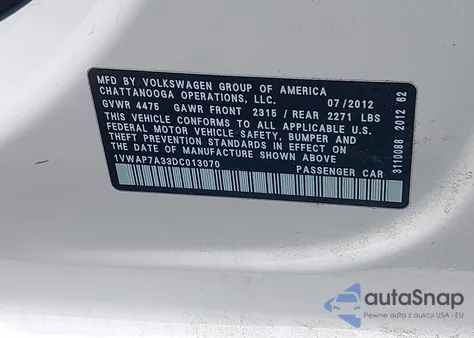 MFD BY VOLKSWAGEN GROUP OF AMERICA
CHATTANOOGA OPERATIONS, LLC. 07/2012
GVWR 4475 GAWR FRONT 2315 / REAR 2271 LBS
THIS VEHICLE CONFORMS TO ALL APPLICABLE
FEDERAL MOTOR VEHICLE SAFETY, BUMPER AND
THEFT PREVENTION STANDARDS IN EFFECT ON
THE DATE OF MANUFACTURE SHOWN ABOVE.
1VWAP7A33DC013070 PASSENGER CAR
3110088 2012 62
autoSnap
Pewne auta z aukcji USA i EU